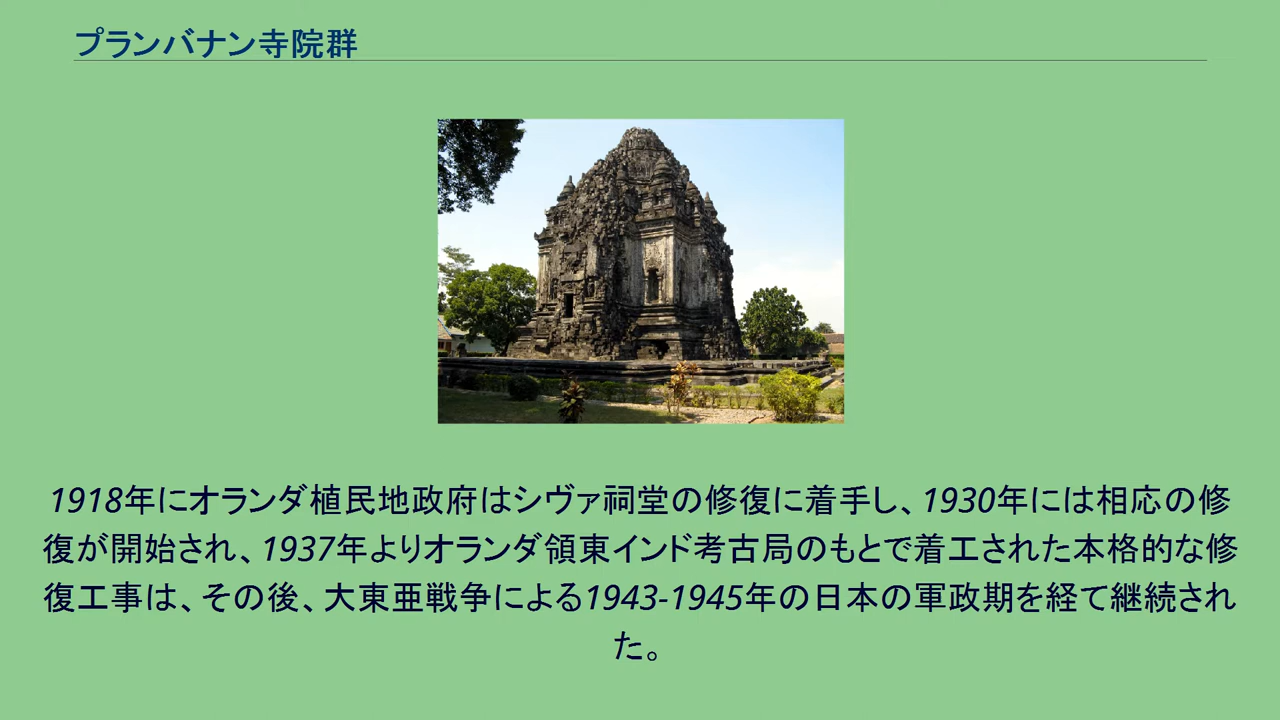 プランバナン寺院群
1918年にオランダ植民地政府はシヴァ祠堂の修復に着手し、1930年には相応の修
復が開始され、1937年よりオランダ領東インド考古局のもとで着工された本格的な修
復工事は、その後、大東亜戦争による1943-1945年の日本の軍政期を経て継続され
た。